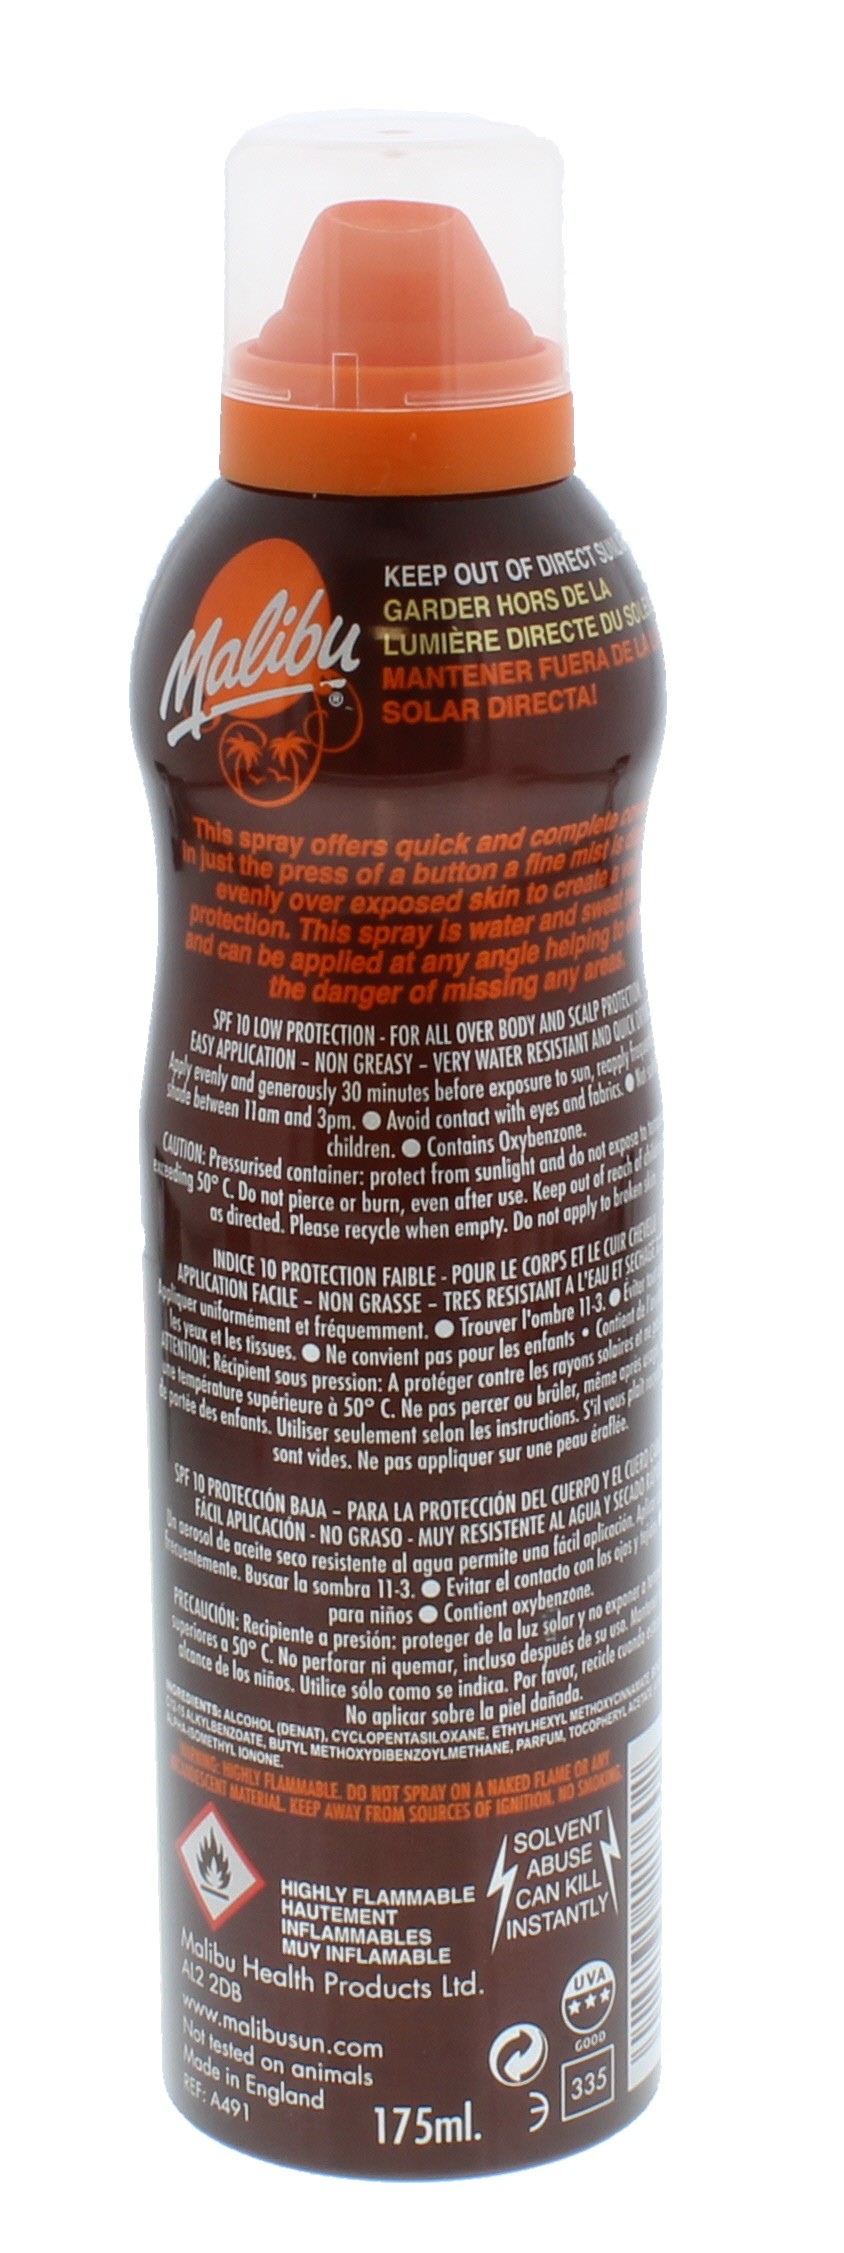 Malibu
®
KEEP OUT OF DIRECT
GARDER HORS DE LA
LUMIÈRE DIRECTE DU
MANTENER FUERA DE LA
SOLAR DIRECTA!
This spray offers quick and complete
In just the press of a button a fine mist is
evenly over exposed skin to create a
protection. This spray is water and sweat
and can be applied at any angle helping to
the danger of missing any areas.
SPF 10 LOW PROTECTION - FOR ALL OVER BODY AND SCALP PROTECTION
EASY APPLICATION – NON GREASY – VERY WATER RESISTANT AND QUICK
Apply evenly and generously 30 minutes before exposure to sun, reapply
shade between 11am and 3pm. ● Avoid contact with eyes and fabrics. ● Not
children. ● Contains Oxybenzone.
CAUTION: Pressurised container: protect from sunlight and do not expose to
exceeding 50° C. Do not pierce or burn, even after use. Keep out of reach of
as directed. Please recycle when empty. Do not apply to broken skin
INDICE 10 PROTECTION FAIBLE - POUR LE CORPS ET LE CUIR CHEVELU
APPLICATION FACILE – NON GRASSE – TRES RESISTANT A L'EAU ET SECHAGE
Appliquer uniformément et fréquemment. ● Trouver l'ombre 11-3. ● Eviter
les yeux et les tissues. ● Ne convient pas pour les enfants • Contient de
ATTENTION: Récipient sous pression: A protéger contre les rayons solaires et ne
une température supérieure à 50° C. Ne pas percer ou brûler, même après
de portée des enfants. Utiliser seulement selon les instructions. S'il vous plaît
sont vides. Ne pas appliquer sur une peau éraflée.
SPF 10 PROTECCIÓN BAJA – PARA LA PROTECCIÓN DEL CUERPO Y EL CUERO
FÁCIL APLICACIÓN - NO GRASO - MUY RESISTENTE AL AGUA Y SECADO
Un aerosol de aceite seco resistente al agua permite una fácil aplicación.
frecuentemente. Buscar la sombra 11-3. ● Evitar el contacto con los ojos y
para niños ● Contient oxybenzone.
PRECAUCIÓN: Recipiente a presión: proteger de la luz solar y no exponer a
superiores a 50° C. No perforar ni quemar, incluso después de su uso.
alcance de los niños. Utilice sólo como se indica. Por favor, recicle cuando
No aplicar sobre la piel dañada.
INGREDIENTS: ALCOHOL (DENAT), CYCLOPENTASILOXANE, ETHYLHEXYL METHOXYCINNAMATE,
C12-15 ALKYLBENZOATE, BUTYL METHOXYDIBENZOYLMETHANE, PARFUM, TOCOPHERYL ACETATE,
ALPHA-ISOMETHYL IONONE.
WARNING: HIGHLY FLAMMABLE. DO NOT SPRAY ON A NAKED FLAME OR ANY
INCANDESCENT MATERIAL. KEEP AWAY FROM SOURCES OF IGNITION. NO SMOKING.
HIGHLY FLAMMABLE
HAUTEMENT
INFLAMMABLES
MUY INFLAMABLE
SOLVENT
ABUSE
CAN KILL
INSTANTLY
Malibu Health Products Ltd.
AL2 2DB
www.malibusun.com
Not tested on animals
Made in England
REF: A491
175ml.
UVA
GOOD
335